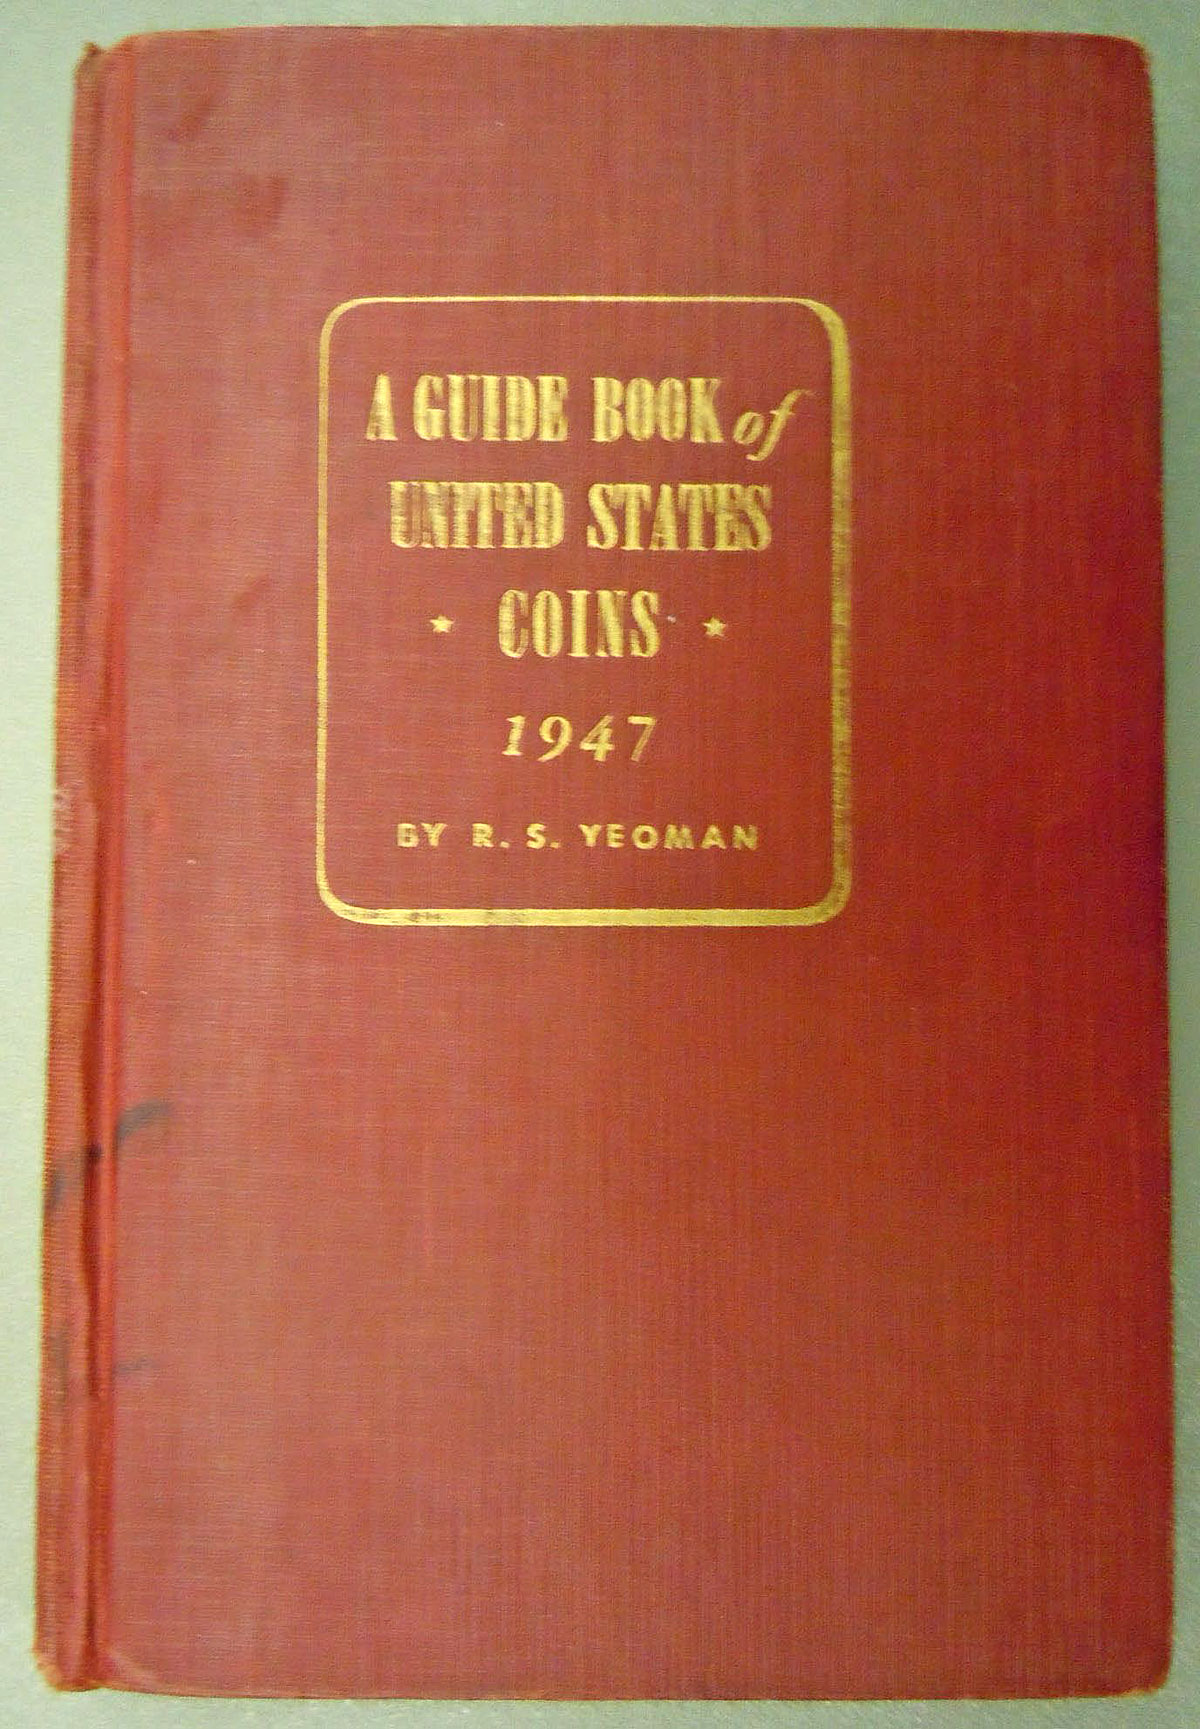 A GUIDE BOOK of
UNITED STATES
★ COINS ★
1947
BY R. S. YEOMAN